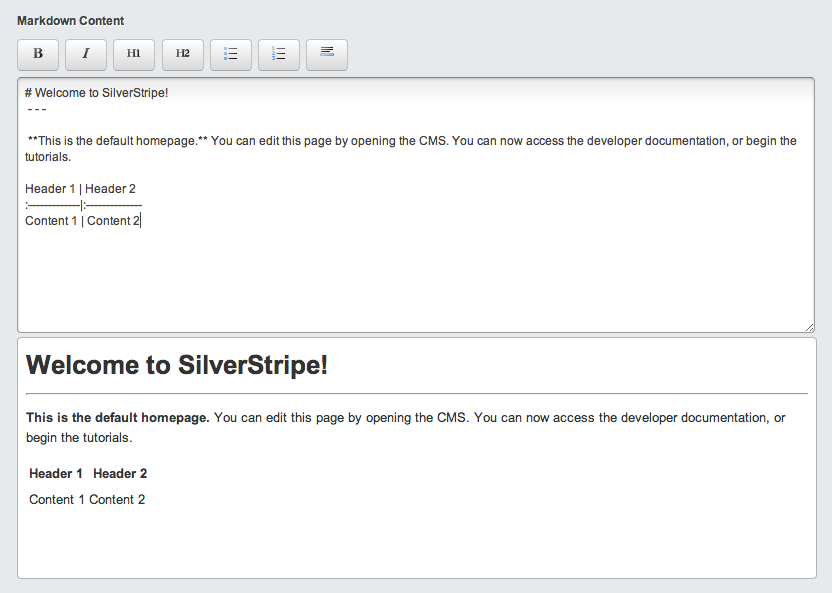 Markdown Content
B I H1 H2
# Welcome to SilverStripe!
- - -
**This is the default homepage.** You can edit this page by opening the CMS. You can now access the developer documentation, or begin the
tutorials.
Header 1 | Header 2
:-------------|:-------------
Content 1 | Content 2
Welcome to SilverStripe!
This is the default homepage. You can edit this page by opening the CMS. You can now access the developer documentation, or
begin the tutorials.
Header 1 Header 2
Content 1 Content 2